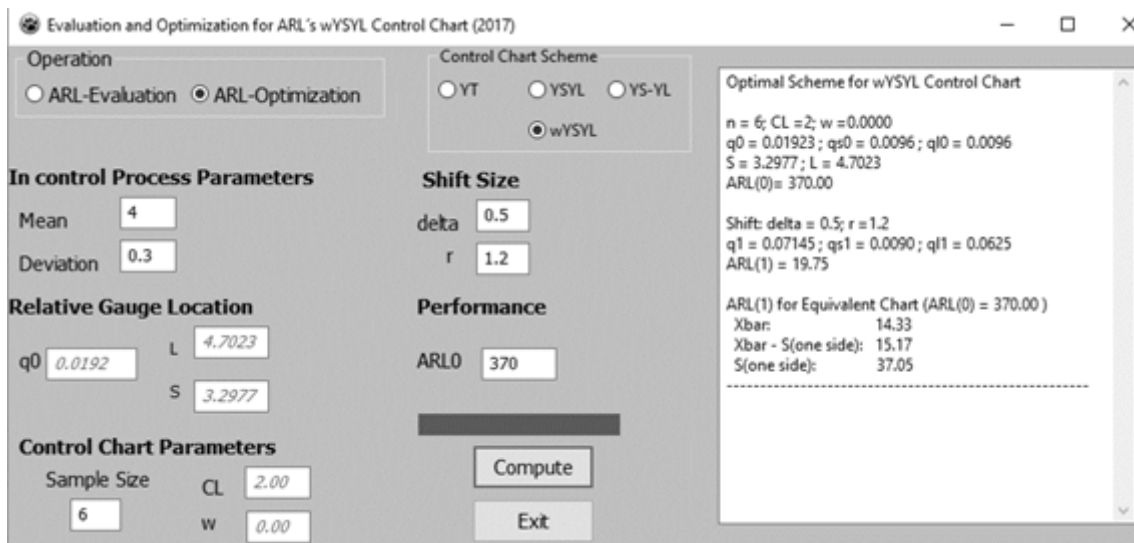 Evaluation and Optimization for ARL's wYSYL Control Chart (2017)
Operation
ARL-Evaluation ARL-Optimization
Control Chart Scheme
YT YSYL YS-YL
wYSYL
In control Process Parameters
Mean 4
Deviation 0.3
Shift Size
delta 0.5
r 1.2
Relative Gauge Location
q0 0.0192
L 4.7023
S 3.2977
Performance
ARL0 370
Control Chart Parameters
Sample Size
6
CL 2.00
w 0.00
Compute
Exit
Optimal Scheme for wYSYL Control Chart
n = 6; CL =2; w =0.0000
q0 = 0.01923 ; qs0 = 0.0096 ; ql0 = 0.0096
S = 3.2977 ; L = 4.7023
ARL(0)= 370.00
Shift: delta = 0.5; r =1.2
q1 = 0.07145 ; qs1 = 0.0090 ; ql1 = 0.0625
ARL(1) = 19.75
ARL(1) for Equivalent Chart (ARL(0) = 370.00 )
Xbar: 14.33
Xbar - S(one side): 15.17
S(one side): 37.05
------------------------------------------------------------